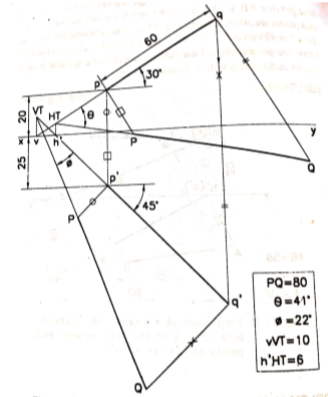 q
60
p
30°
20
VT
HT
θ
x
v
h'
P
y
Q
25
ø
p'
45°
P
q'
Q
PQ=80
θ=41°
ø=22°
vVT=10
h'HT=6